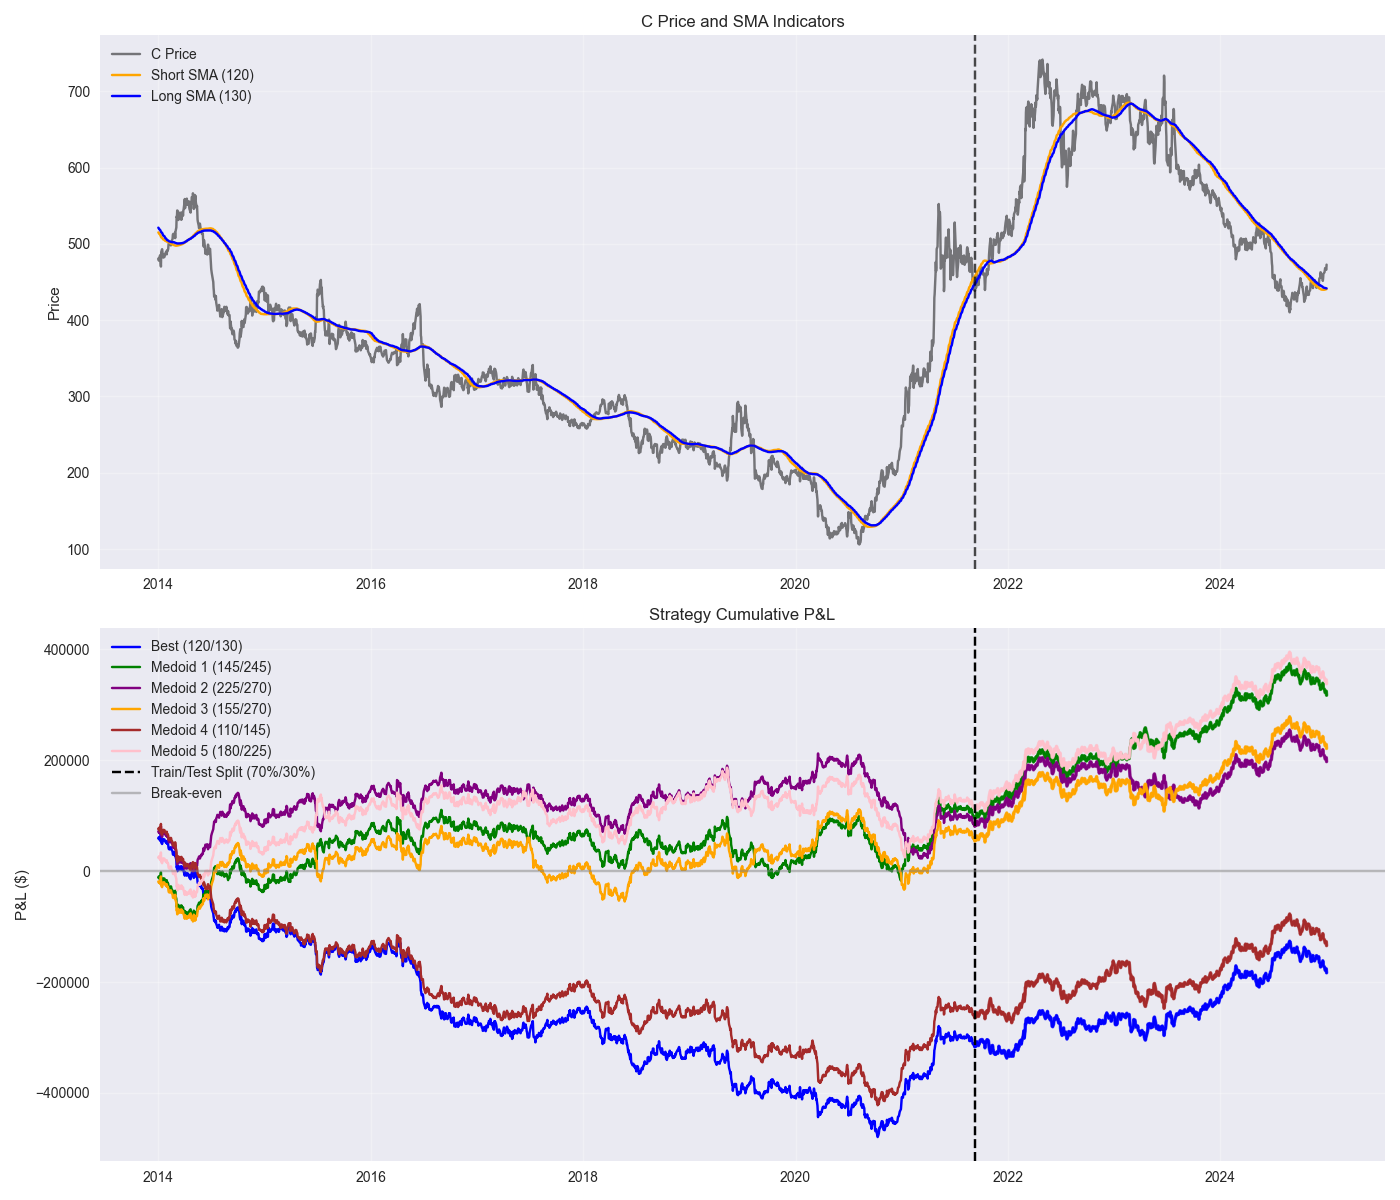 C Price and SMA Indicators
C Price
Short SMA (120)
Long SMA (130)
Price
700
600
500
400
300
200
100
2014
2016
2018
2020
2022
2024
Strategy Cumulative P&L
Best (120/130)
Medoid 1 (145/245)
Medoid 2 (225/270)
Medoid 3 (155/270)
Medoid 4 (110/145)
Medoid 5 (180/225)
Train/Test Split (70%/30%)
Break-even
P&L ($)
400000
200000
0
−200000
−400000
2014
2016
2018
2020
2022
2024